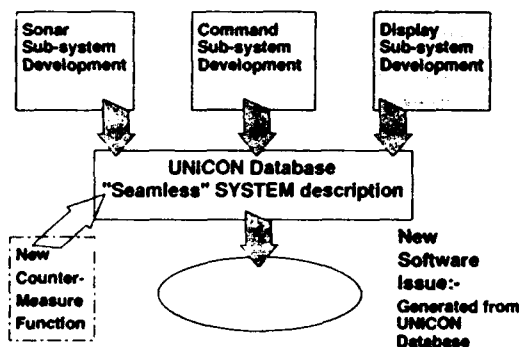 Sonar
Sub-system
Development
Command
Sub-system
Development
Display
Sub-system
Development
UNICON Database
"Seamless" SYSTEM description
New
Counter-
Measure
Function
New
Software
Issue:-
Generated from
UNICON
Database